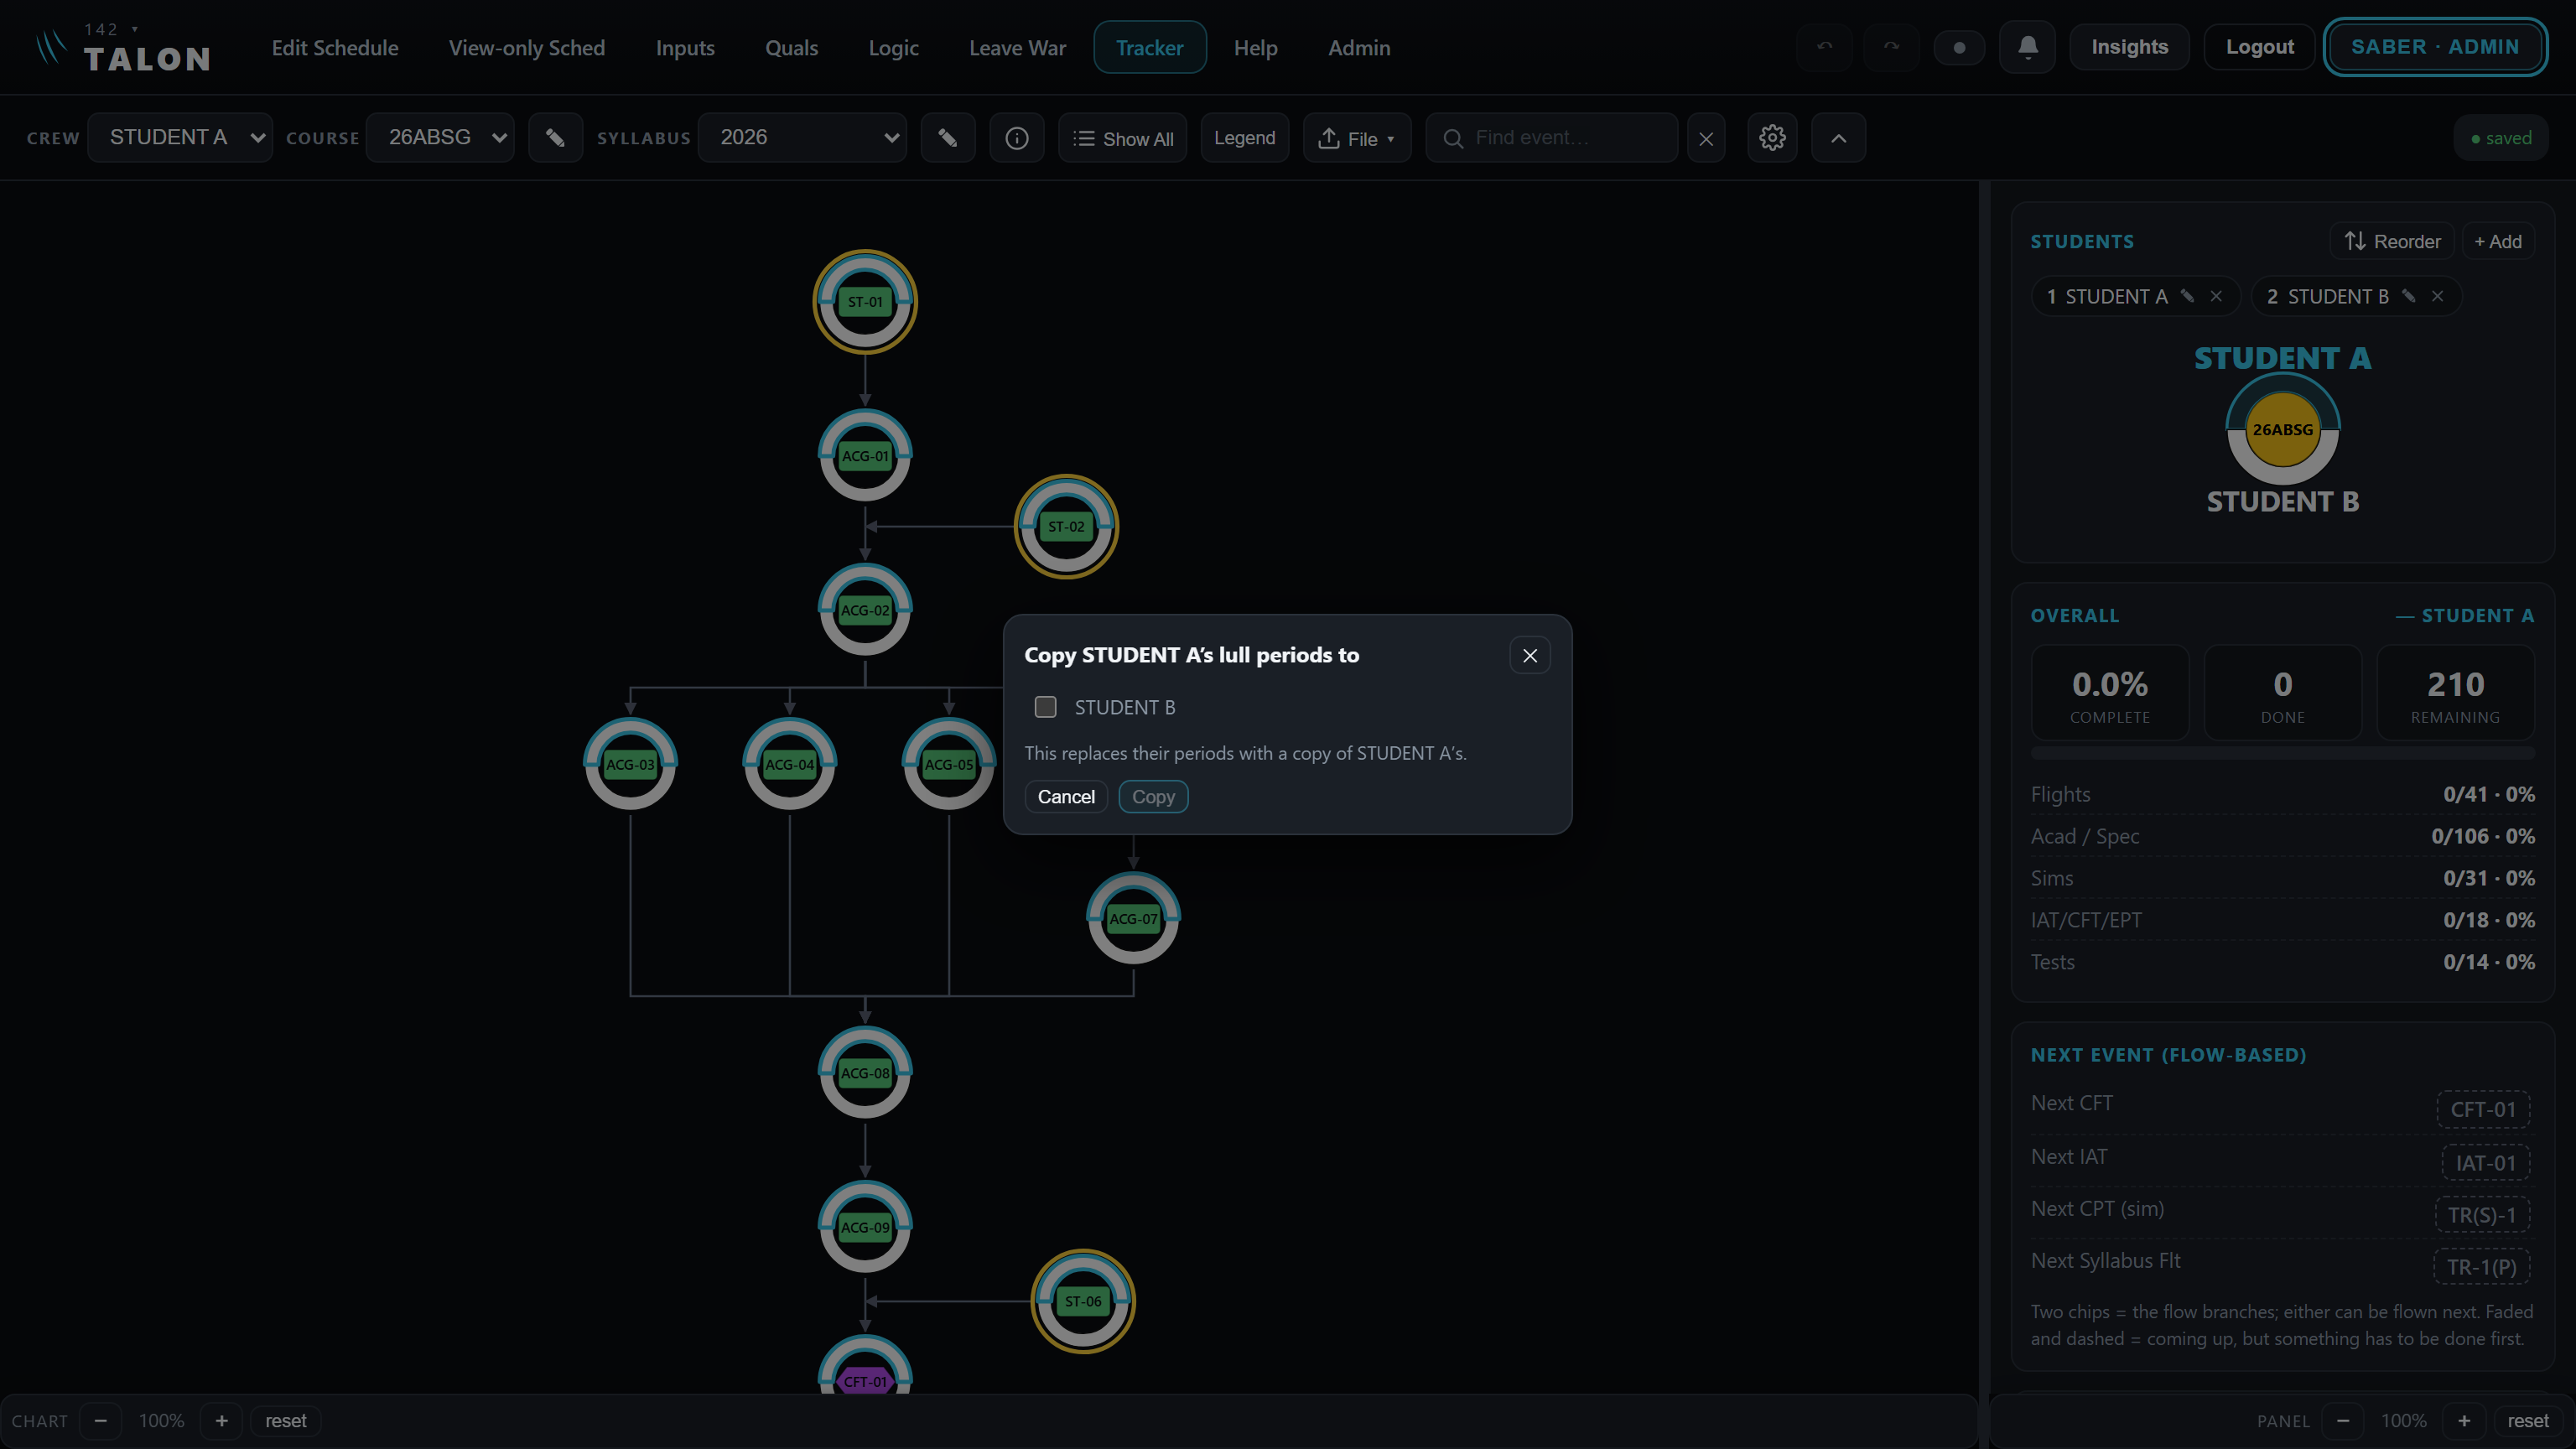 142 ▾
TALON
Edit Schedule
View-only Sched
Inputs
Quals
Logic
Leave War
Tracker
Help
Admin
Insights
Logout
SABER · ADMIN
CREW
STUDENT A
COURSE
26ABSG
SYLLABUS
2026
Show All
Legend
File ▾
Find event…
saved
ST-01
ACG-01
ST-02
ACG-02
ACG-03
ACG-04
ACG-05
ACG-07
ACG-08
ACG-09
ST-06
CFT-01
Copy STUDENT A’s lull periods to
STUDENT B
This replaces their periods with a copy of STUDENT A’s.
Cancel
Copy
STUDENTS
Reorder
+ Add
1 STUDENT A
2 STUDENT B
STUDENT A
26ABSG
STUDENT B
OVERALL
— STUDENT A
0.0%
COMPLETE
0
DONE
210
REMAINING
Flights 0/41 · 0%
Acad / Spec 0/106 · 0%
Sims 0/31 · 0%
IAT/CFT/EPT 0/18 · 0%
Tests 0/14 · 0%
NEXT EVENT (FLOW-BASED)
Next CFT CFT-01
Next IAT IAT-01
Next CPT (sim) TR(S)-1
Next Syllabus Flt TR-1(P)
Two chips = the flow branches; either can be flown next. Faded
and dashed = coming up, but something has to be done first.
CHART − 100% + reset
PANEL − 100% + reset